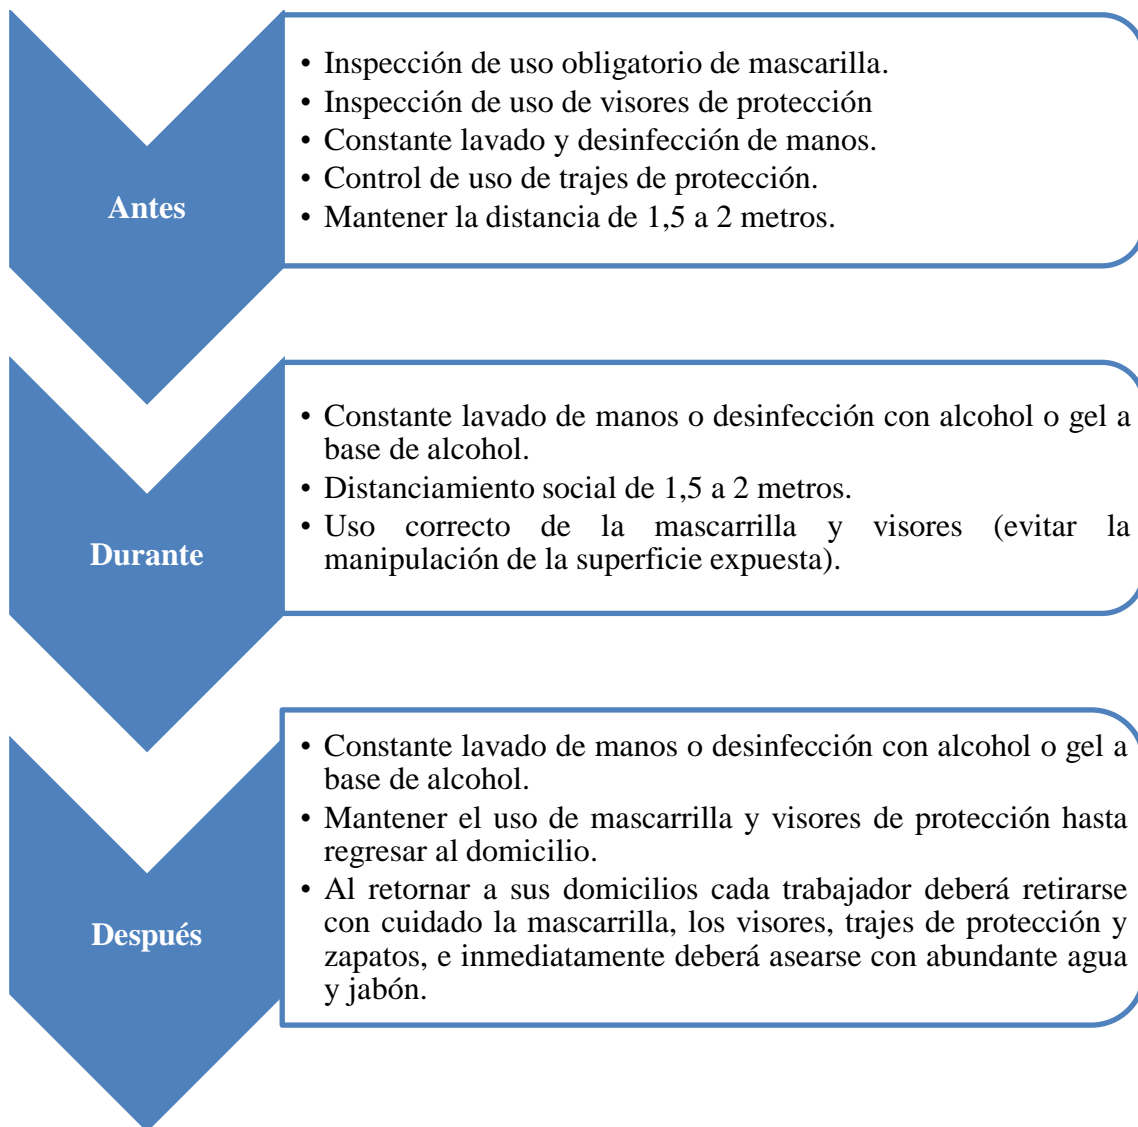 Antes
• Inspección de uso obligatorio de mascarilla.
• Inspección de uso de visores de protección
• Constante lavado y desinfección de manos.
• Control de uso de trajes de protección.
• Mantener la distancia de 1,5 a 2 metros.
Durante
• Constante lavado de manos o desinfección con alcohol o gel a
base de alcohol.
• Distanciamiento social de 1,5 a 2 metros.
• Uso correcto de la mascarrilla y visores (evitar la
manipulación de la superficie expuesta).
Después
• Constante lavado de manos o desinfección con alcohol o gel a
base de alcohol.
• Mantener el uso de mascarrilla y visores de protección hasta
regresar al domicilio.
• Al retornar a sus domicilios cada trabajador deberá retirarse
con cuidado la mascarrilla, los visores, trajes de protección y
zapatos, e inmediatamente deberá asearse con abundante agua
y jabón.